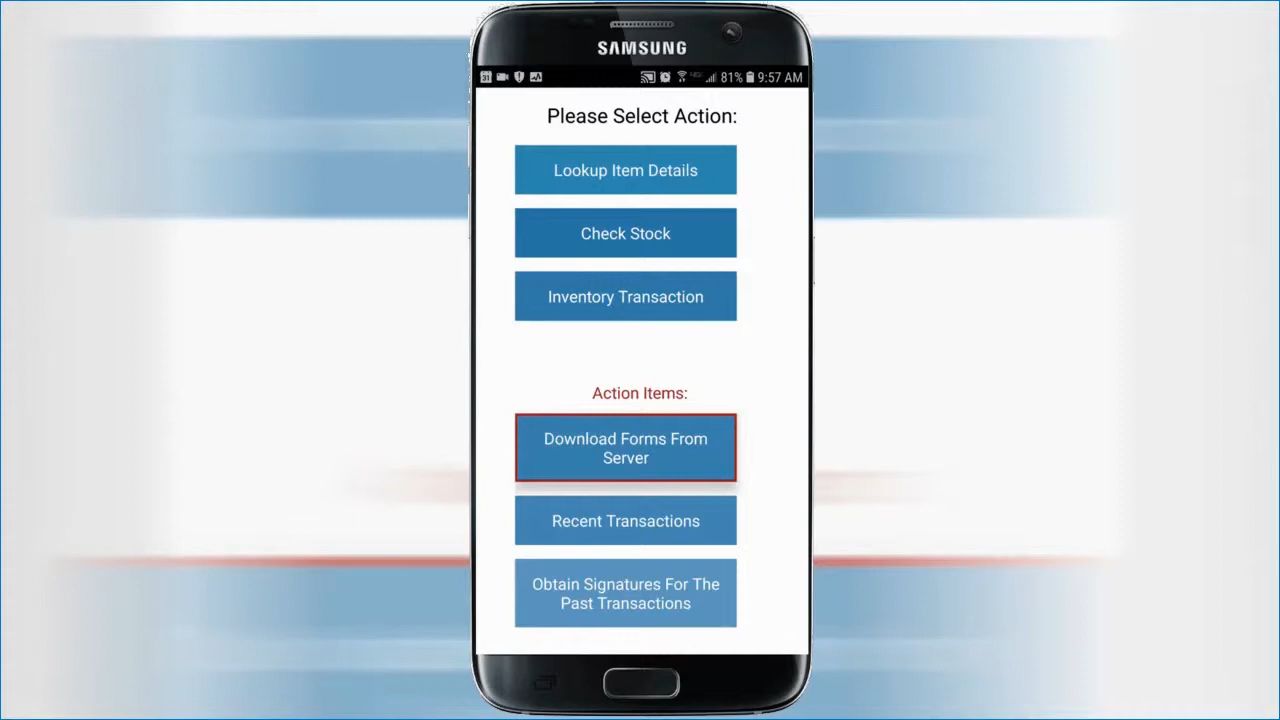 SAMSUNG
31 81% 9:57 AM
Please Select Action:
Lookup Item Details
Check Stock
Inventory Transaction
Action Items:
Download Forms From
Server
Recent Transactions
Obtain Signatures For The
Past Transactions